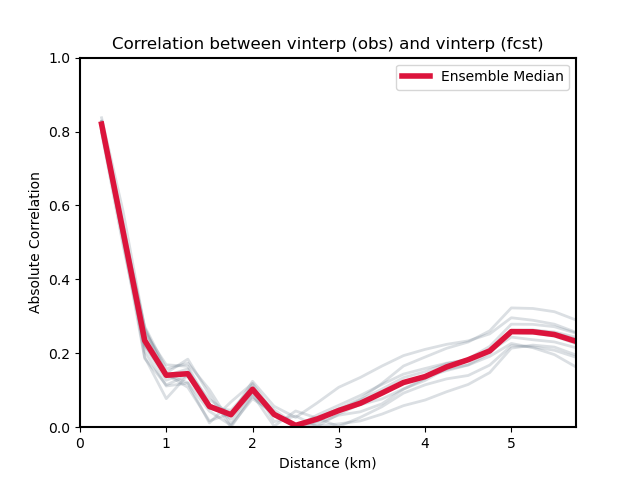 Correlation between vinterp (obs) and vinterp (fcst)
Ensemble Median
1.0
0.8
0.6
0.4
0.2
0.0
Absolute Correlation
0 1 2 3 4 5
Distance (km)